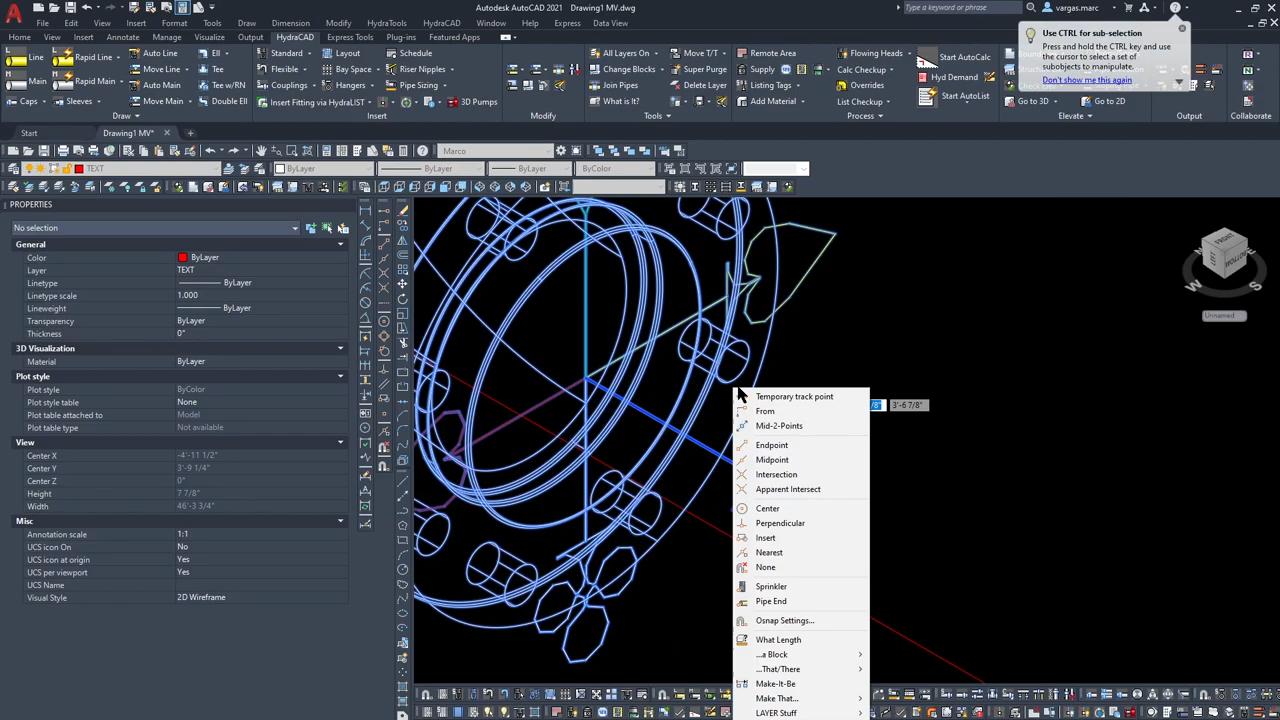 Autodesk AutoCAD 2021 Drawing1 MV.dwg
Type a keyword or phrase
vargas.marc
File Edit View Insert Format Tools Draw Dimension HydraTools Modify Parametric Window Help Express Data View
Home Insert Annotate Manage View Output HydraCAD Express Tools Plug-ins Featured Apps
Line Rapid Line Auto Line Ell Standard Layout Schedule All Layers On Move T/T Remote Area Flowing Heads Start AutoCalc
Main Rapid Main Move Line Tee Flexible Change Blocks Super Purge Supply Calc Checkup Hyd Demand
Auto Main Tee w/RN Couplings Hangers Pipe Join Pipes Delete Layer Drain Tag Overrides
Caps Sleeves Move Main Double Ell Insert Fitting via HydraLIST 3D Pumps What is It? Add Material List Checkup Start AutoList Go to 3D Go to 2D
Draw Insert Modify Tools Process Elevate Output Collaborate
Use CTRL for sub-selection
Press and hold the CTRL key and use
the cursor to select a set of
subobjects to manipulate.
Don't show me this again
Start Drawing1 MV*
Marco
TEXT ByLayer ByLayer ByLayer ByColor
PROPERTIES
No selection
General
Color ByLayer
Layer TEXT
Linetype ByLayer
Linetype scale 1.000
Lineweight ByLayer
Transparency ByLayer
Thickness 0"
3D Visualization
Material ByLayer
Plot style
Plot style ByColor
Plot style table None
Plot table attached to Model
Plot table type Not available
View
Center X -4'-11 1/2"
Center Y 3'-9 1/4"
Center Z 0"
Height 7 7/8"
Width 46'-3 3/4"
Misc
Annotation scale 1:1
UCS icon On No
UCS icon at origin Yes
UCS per viewport Yes
UCS Name
Visual Style 2D Wireframe
FRONT
LEFT
BOTTOM
W S
Unnamed
/8" 3'-6 7/8"
Temporary track point
From
Mid-2-Points
Endpoint
Midpoint
Intersection
Apparent Intersect
Center
Perpendicular
Insert
Nearest
None
Sprinkler
Pipe End
Osnap Settings...
What Length
...a Block
...That/There
Make-It-Be
Make That...
LAYER Stuff